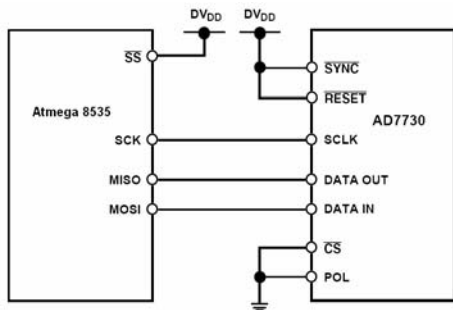 DVDD DVDD
SS
SYNC
RESET
Atmega 8535
AD7730
SCK
SCLK
MISO
DATA OUT
MOSI
DATA IN
CS
POL